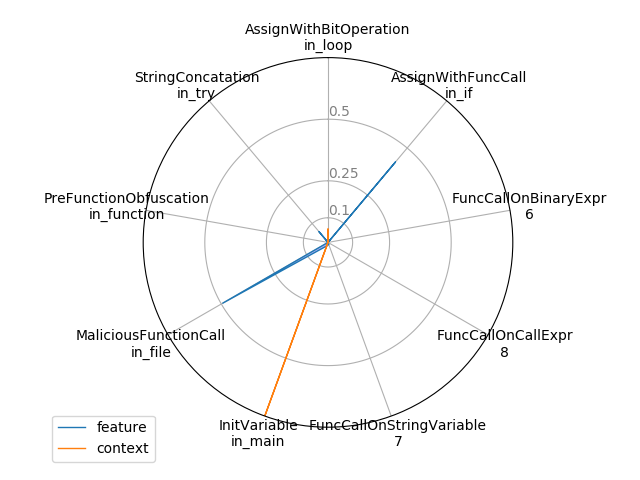 AssignWithBitOperation
in_loop
StringConcatation
in_try
AssignWithFuncCall
in_if
0.5
0.25
0.1
PreFunctionObfuscation
in_function
FuncCallOnBinaryExpr
6
MaliciousFunctionCall
in_file
FuncCallOnCallExpr
8
InitVariable
in_main
FuncCallOnStringVariable
7
feature
context